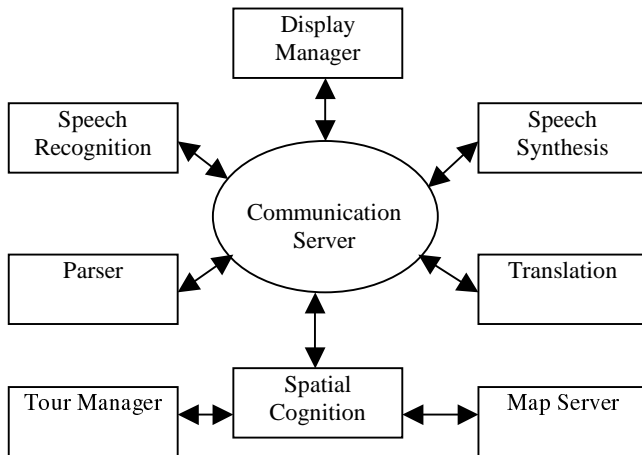 Display
Manager
Speech
Recognition
Speech
Synthesis
Communication
Server
Parser
Translation
Tour Manager
Spatial
Cognition
Map Server